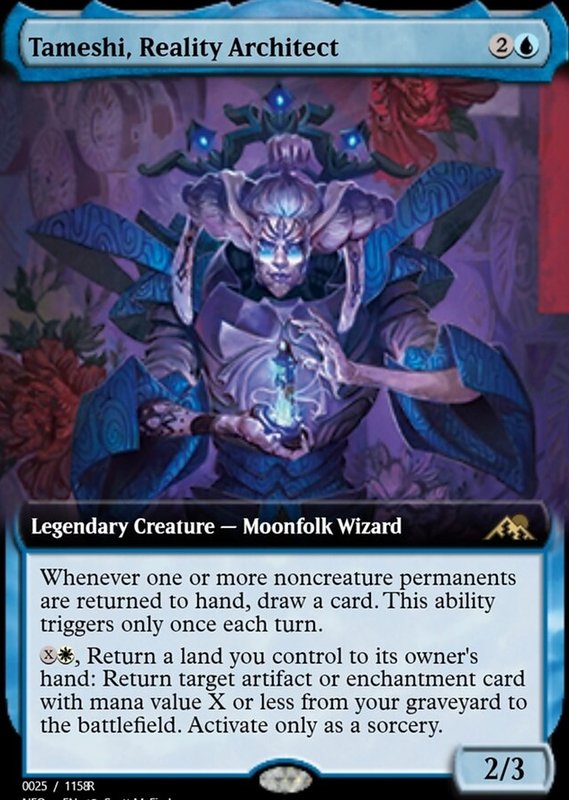 Tameshi, Reality Architect
2
Legendary Creature — Moonfolk Wizard
Whenever one or more noncreature permanents
are returned to hand, draw a card. This ability
triggers only once each turn.
X, Return a land you control to its owner's
hand: Return target artifact or enchantment card
with mana value X or less from your graveyard to
the battlefield. Activate only as a sorcery.
2/3
0025 / 1158R